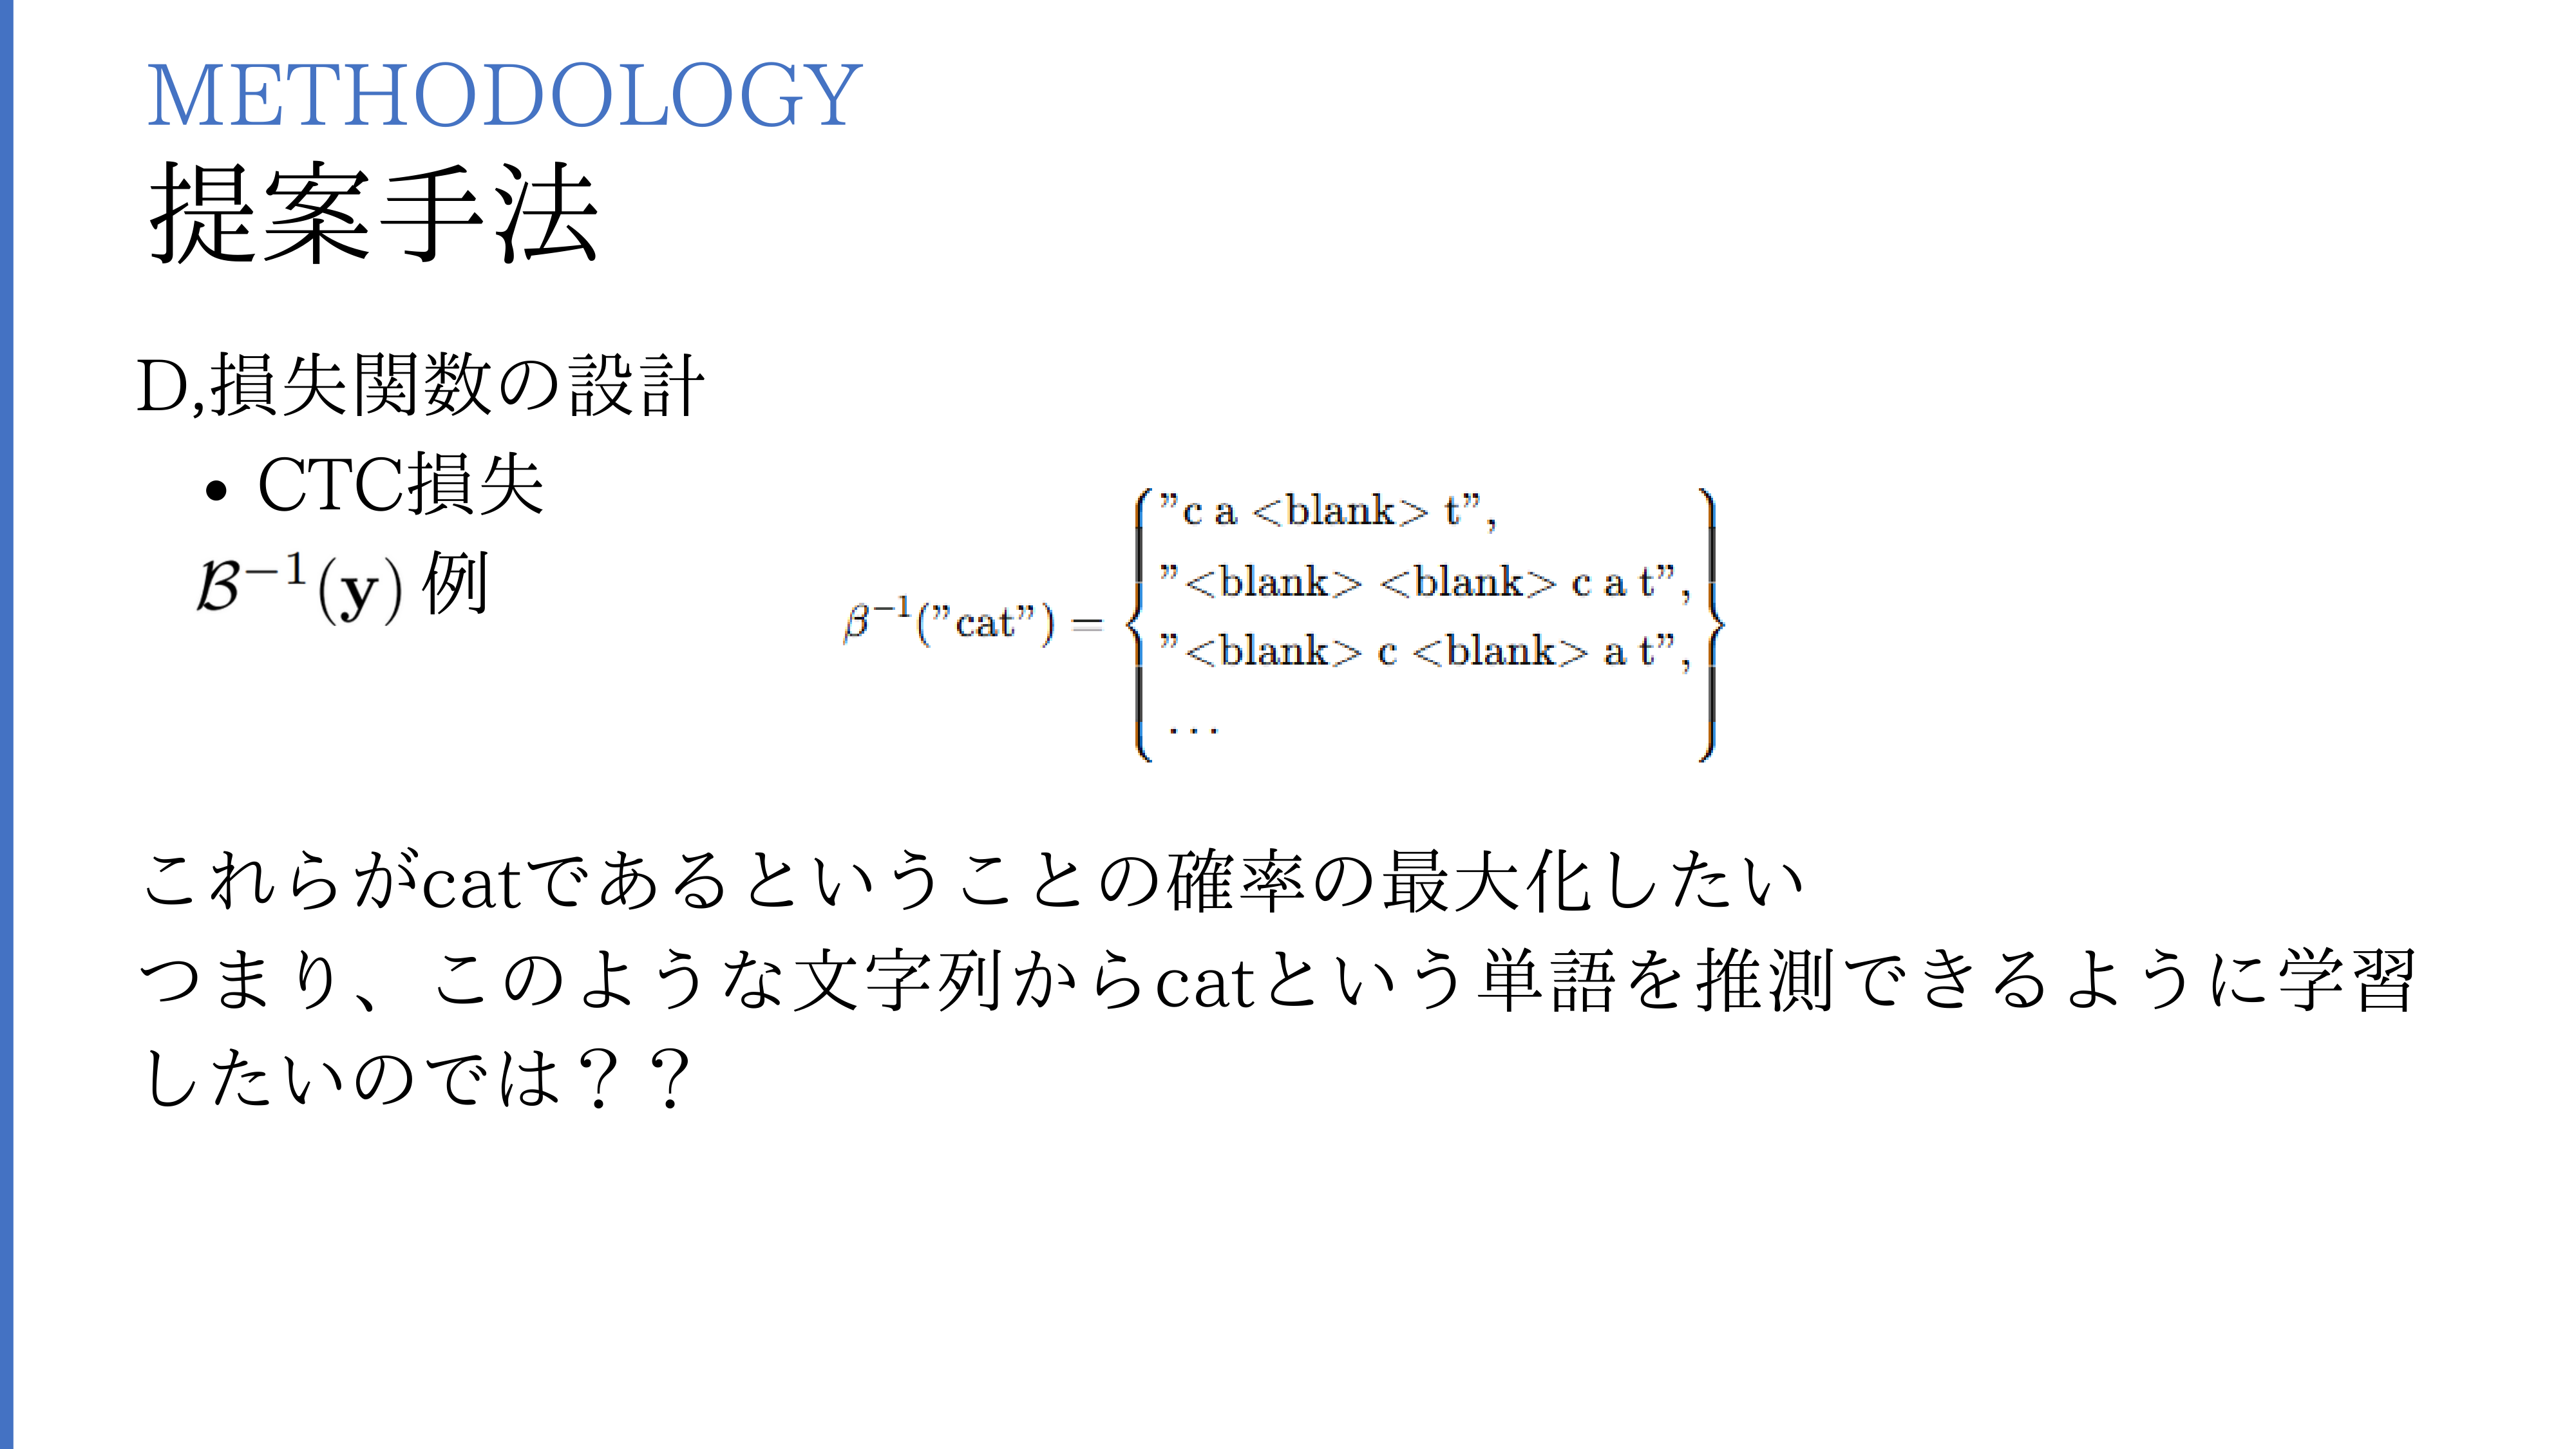 METHODOLOGY
提案手法
D,損失関数の設計
• CTC損失
𝓑⁻¹(𝐲) 例
β⁻¹(”cat”) = { ”c a <blank> t”,
”<blank> <blank> c a t”,
”<blank> c <blank> a t”,
... }
これらがcatであるということの確率の最大化したい
つまり、このような文字列からcatという単語を推測できるように学習
したいのでは？？